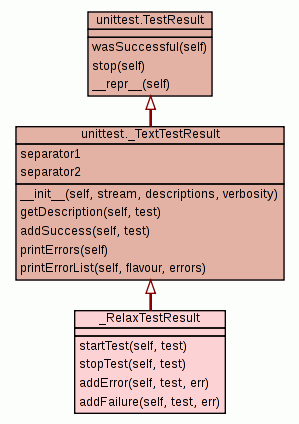 unittest.TestResult
wasSuccessful(self)
stop(self)
__repr__(self)
unittest._TextTestResult
separator1
separator2
__init__(self, stream, descriptions, verbosity)
getDescription(self, test)
addSuccess(self, test)
printErrors(self)
printErrorList(self, flavour, errors)
_RelaxTestResult
startTest(self, test)
stopTest(self, test)
addError(self, test, err)
addFailure(self, test, err)